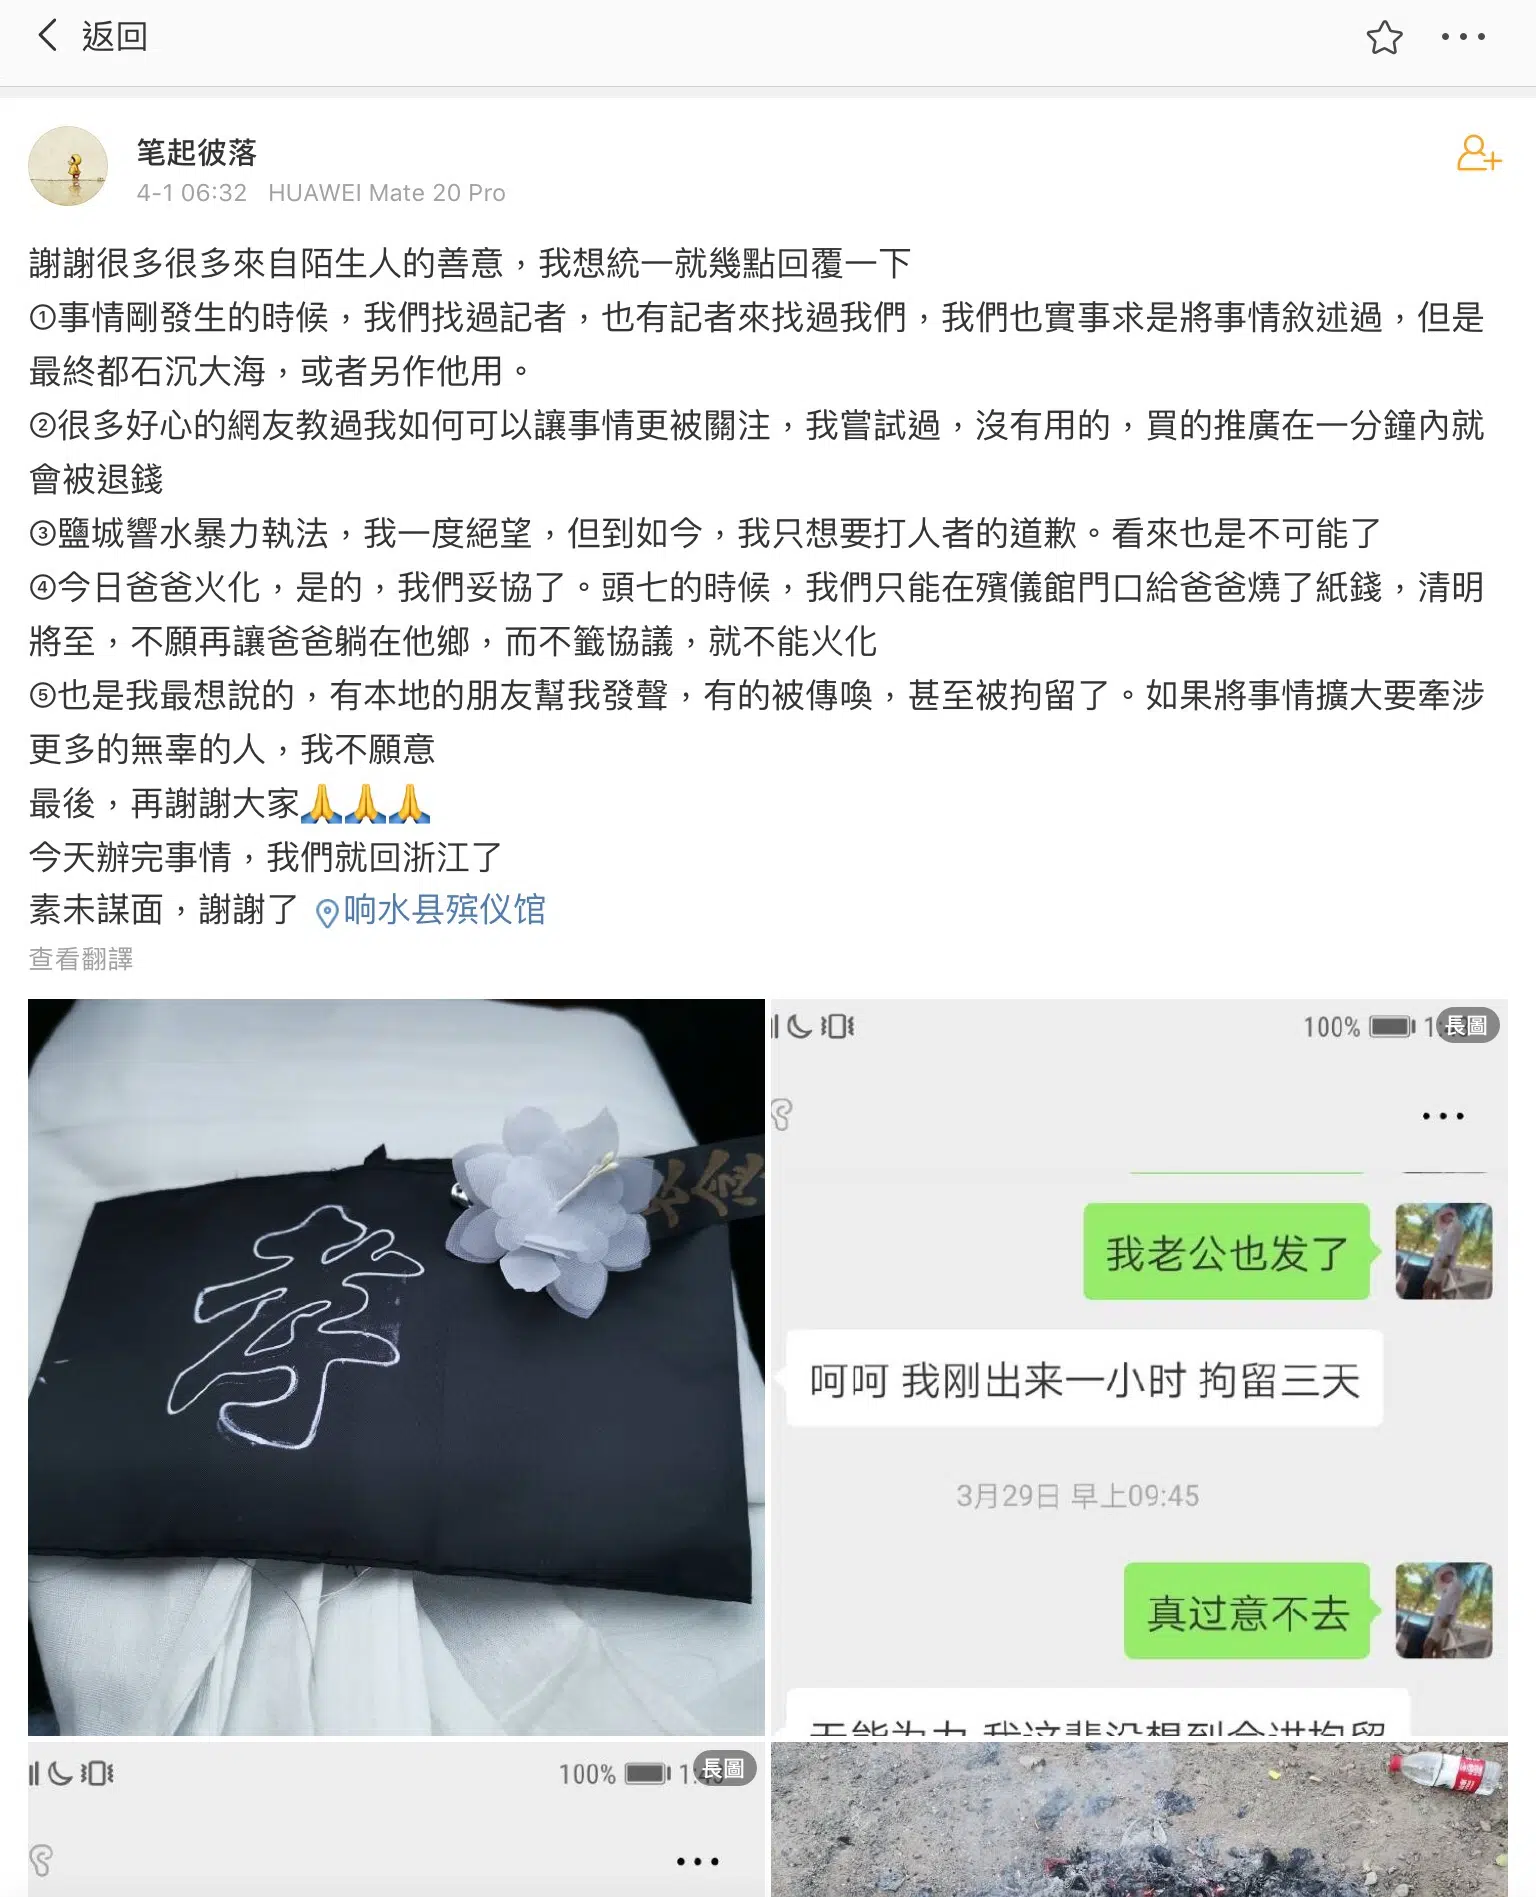 返回
笔起彼落
4-1 06:32 HUAWEI Mate 20 Pro
謝謝很多很多來自陌生人的善意，我想統一就幾點回覆一下
①事情剛發生的時候，我們找過記者，也有記者來找過我們，我們也實事求是將事情敘述過，但是
最終都石沉大海，或者另作他用。
②很多好心的網友教過我如何可以讓事情更被關注，我嘗試過，沒有用的，買的推廣在一分鐘內就
會被退錢
③鹽城響水暴力執法，我一度絕望，但到如今，我只想要打人者的道歉。看來也是不可能了
④今日爸爸火化，是的，我們妥協了。頭七的時候，我們只能在殯儀館門口給爸爸燒了紙錢，清明
將至，不願再讓爸爸躺在他鄉，而不籤協議，就不能火化
⑤也是我最想說的，有本地的朋友幫我發聲，有的被傳喚，甚至被拘留了。如果將事情擴大要牽涉
更多的無辜的人，我不願意
最後，再謝謝大家🙏🙏🙏
今天辦完事情，我們就回浙江了
素未謀面，謝謝了 响水县殡仪馆
查看翻譯
孝
念
100%
長圖
我老公也发了
呵呵 我刚出来一小时 拘留三天
3月29日 早上09:45
真过意不去
无能为力 我这辈没想到会进拘留
100%
長圖